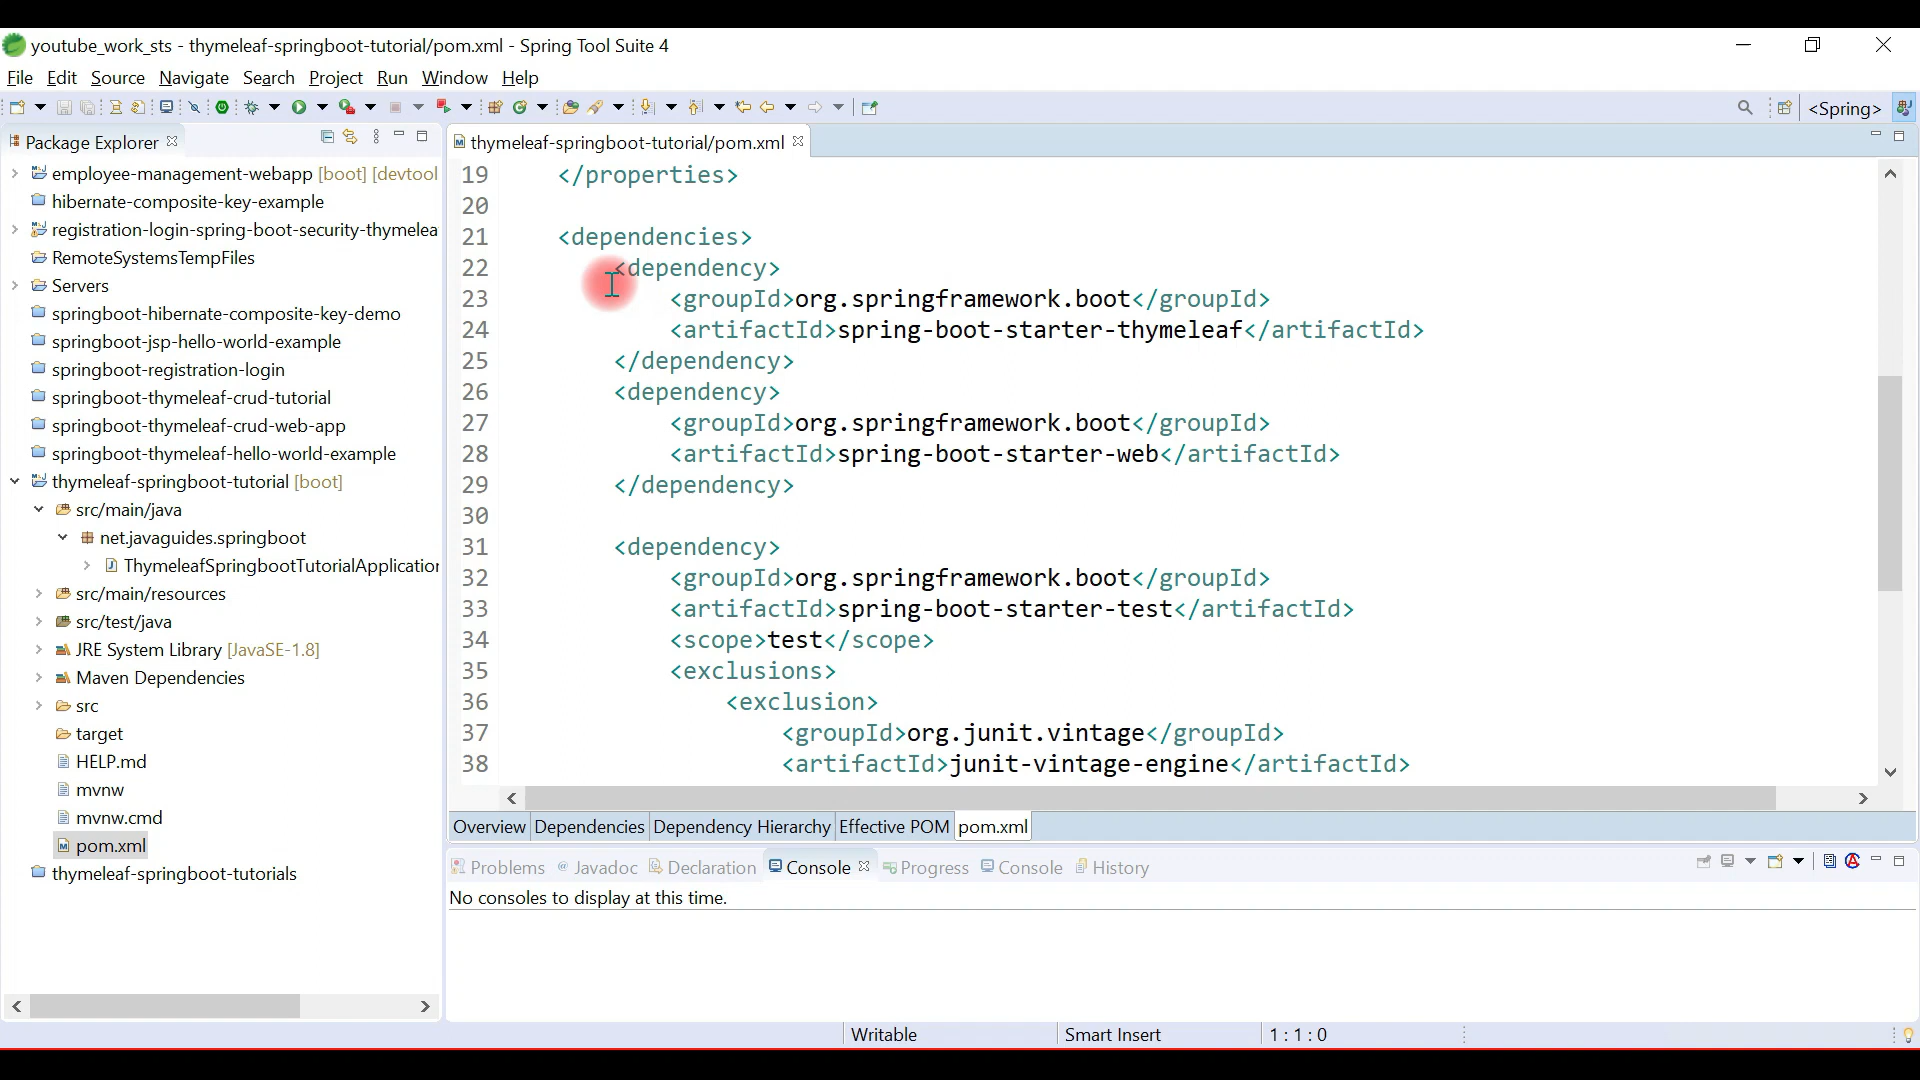 youtube_work_sts - thymeleaf-springboot-tutorial/pom.xml - Spring Tool Suite 4
File Edit Source Navigate Search Project Run Window Help
<Spring>
Package Explorer
employee-management-webapp [boot] [devtool
hibernate-composite-key-example
registration-login-spring-boot-security-thymelea
RemoteSystemsTempFiles
Servers
springboot-hibernate-composite-key-demo
springboot-jsp-hello-world-example
springboot-registration-login
springboot-thymeleaf-crud-tutorial
springboot-thymeleaf-crud-web-app
springboot-thymeleaf-hello-world-example
thymeleaf-springboot-tutorial [boot]
src/main/java
net.javaguides.springboot
ThymeleafSpringbootTutorialApplication
src/main/resources
src/test/java
JRE System Library [JavaSE-1.8]
Maven Dependencies
src
target
HELP.md
mvnw
mvnw.cmd
pom.xml
thymeleaf-springboot-tutorials
thymeleaf-springboot-tutorial/pom.xml
19 </properties>
20
21 <dependencies>
22 <dependency>
23 <groupId>org.springframework.boot</groupId>
24 <artifactId>spring-boot-starter-thymeleaf</artifactId>
25 </dependency>
26 <dependency>
27 <groupId>org.springframework.boot</groupId>
28 <artifactId>spring-boot-starter-web</artifactId>
29 </dependency>
30
31 <dependency>
32 <groupId>org.springframework.boot</groupId>
33 <artifactId>spring-boot-starter-test</artifactId>
34 <scope>test</scope>
35 <exclusions>
36 <exclusion>
37 <groupId>org.junit.vintage</groupId>
38 <artifactId>junit-vintage-engine</artifactId>
Overview Dependencies Dependency Hierarchy Effective POM pom.xml
Problems Javadoc Declaration Console Progress Console History
No consoles to display at this time.
Writable Smart Insert 1 : 1 : 0